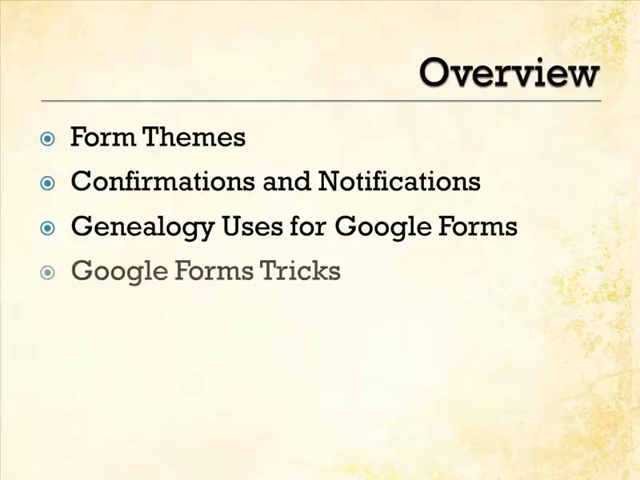 Overview
Form Themes
Confirmations and Notifications
Genealogy Uses for Google Forms
Google Forms Tricks